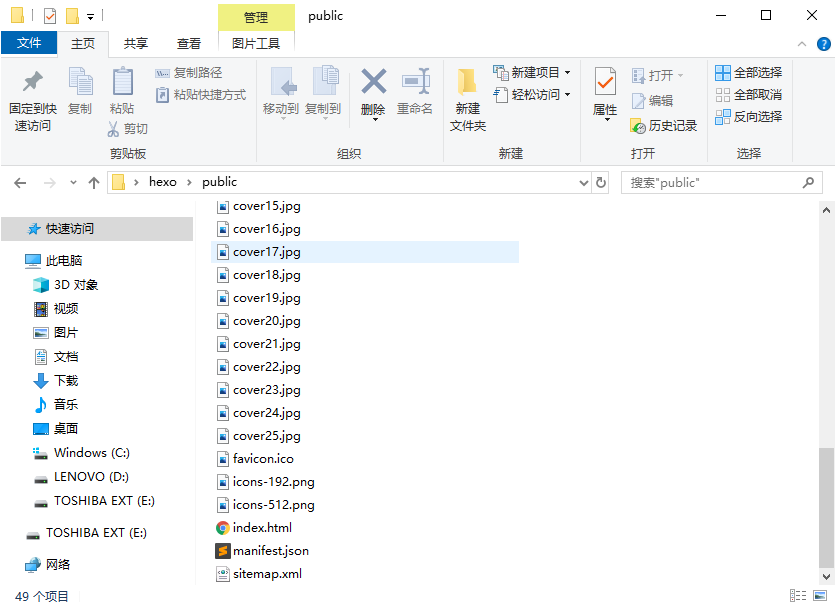 管理
public
文件
主页
共享
查看
图片工具
固定到快
速访问
复制
粘贴
复制路径
粘贴快捷方式
剪切
剪贴板
移动到
复制到
删除
重命名
组织
新建
文件夹
新建项目
轻松访问
新建
属性
打开
编辑
历史记录
打开
全部选择
全部取消
反向选择
选择
hexo
public
搜索"public"
快速访问
此电脑
3D 对象
视频
图片
文档
下载
音乐
桌面
Windows (C:)
LENOVO (D:)
TOSHIBA EXT (E:)
TOSHIBA EXT (E:)
网络
cover15.jpg
cover16.jpg
cover17.jpg
cover18.jpg
cover19.jpg
cover20.jpg
cover21.jpg
cover22.jpg
cover23.jpg
cover24.jpg
cover25.jpg
favicon.ico
icons-192.png
icons-512.png
index.html
manifest.json
sitemap.xml
49 个项目